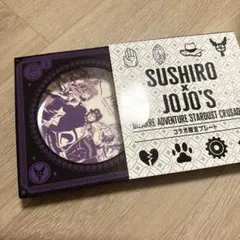 SUSHIRO
×
JOJO'S
BIZARRE ADVENTURE STARDUST CRUSADERS
コラボ限定プレート